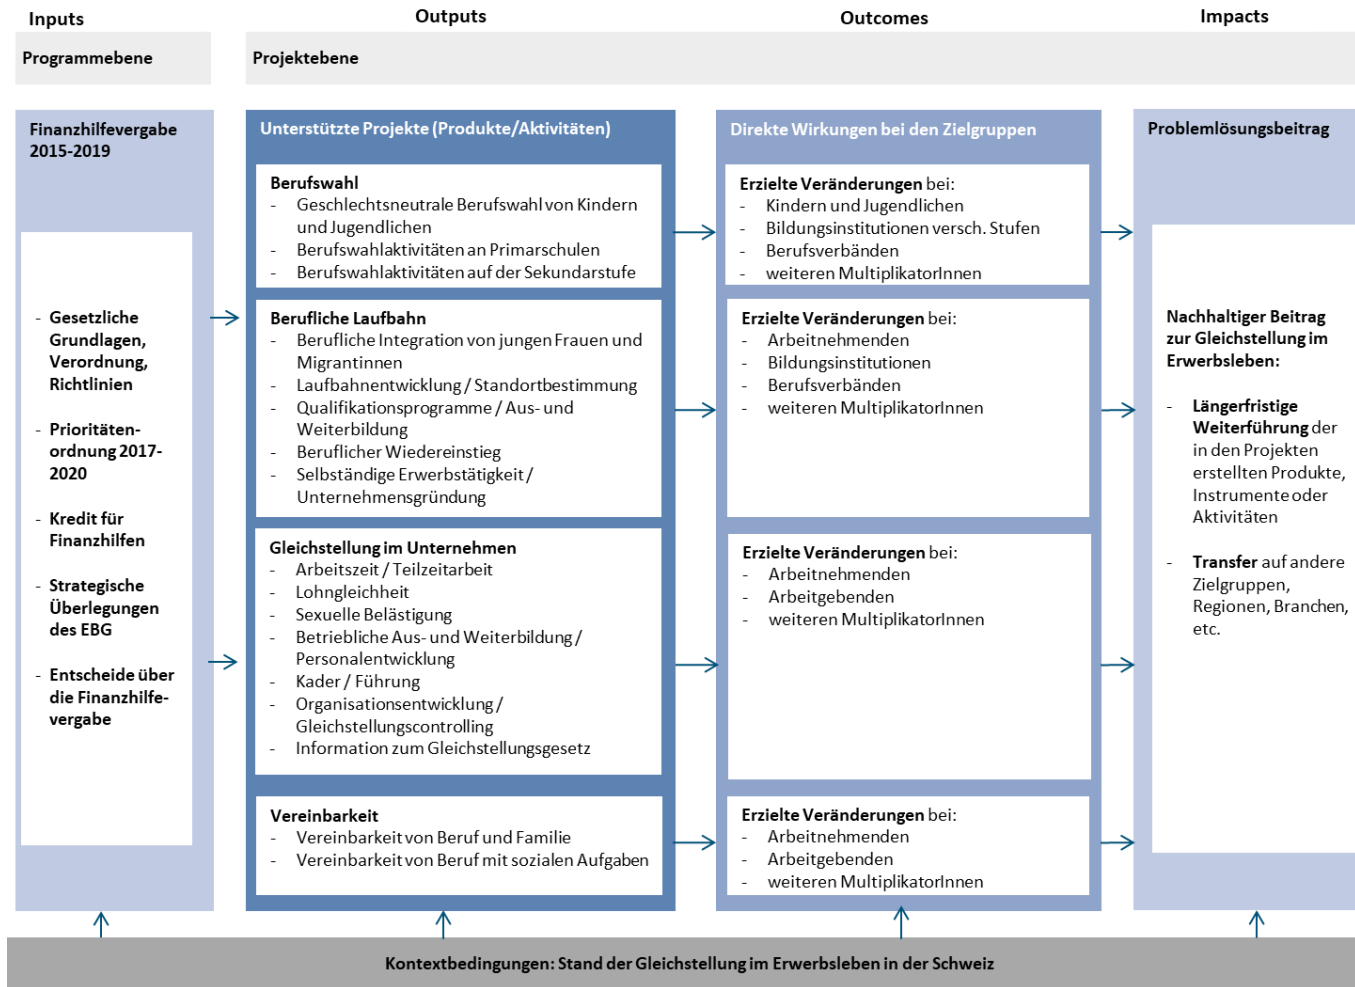 Inputs
Outputs
Outcomes
Impacts
Programmebene
Projektebene
Finanzhilfevergabe
2015-2019
- Gesetzliche
Grundlagen,
Verordnung,
Richtlinien
- Prioritäten-
ordnung 2017-
2020
- Kredit für
Finanzhilfen
- Strategische
Überlegungen
des EBG
- Entscheide über
die Finanzhilfe-
vergabe
Unterstützte Projekte (Produkte/Aktivitäten)
Berufswahl
- Geschlechtsneutrale Berufswahl von Kindern
und Jugendlichen
- Berufswahlaktivitäten an Primarschulen
- Berufswahlaktivitäten auf der Sekundarstufe
Berufliche Laufbahn
- Berufliche Integration von jungen Frauen und
Migrantinnen
- Laufbahnentwicklung / Standortbestimmung
- Qualifikationsprogramme / Aus- und
Weiterbildung
- Beruflicher Wiedereinstieg
- Selbständige Erwerbstätigkeit /
Unternehmensgründung
Gleichstellung im Unternehmen
- Arbeitszeit / Teilzeitarbeit
- Lohngleichheit
- Sexuelle Belästigung
- Betriebliche Aus- und Weiterbildung /
Personalentwicklung
- Kader / Führung
- Organisationsentwicklung /
Gleichstellungscontrolling
- Information zum Gleichstellungsgesetz
Vereinbarkeit
- Vereinbarkeit von Beruf und Familie
- Vereinbarkeit von Beruf mit sozialen Aufgaben
Direkte Wirkungen bei den Zielgruppen
Erzielte Veränderungen bei:
- Kindern und Jugendlichen
- Bildungsinstitutionen versch. Stufen
- Berufsverbänden
- weiteren MultiplikatorInnen
Erzielte Veränderungen bei:
- Arbeitnehmenden
- Bildungsinstitutionen
- Berufsverbänden
- weiteren MultiplikatorInnen
Erzielte Veränderungen bei:
- Arbeitnehmenden
- Arbeitgebenden
- weiteren MultiplikatorInnen
Erzielte Veränderungen bei:
- Arbeitnehmenden
- Arbeitgebenden
- weiteren MultiplikatorInnen
Problemlösungsbeitrag
Nachhaltiger Beitrag
zur Gleichstellung im
Erwerbsleben:
- Längerfristige
Weiterführung der
in den Projekten
erstellten Produkte,
Instrumente oder
Aktivitäten
- Transfer auf andere
Zielgruppen,
Regionen, Branchen,
etc.
Kontextbedingungen: Stand der Gleichstellung im Erwerbsleben in der Schweiz